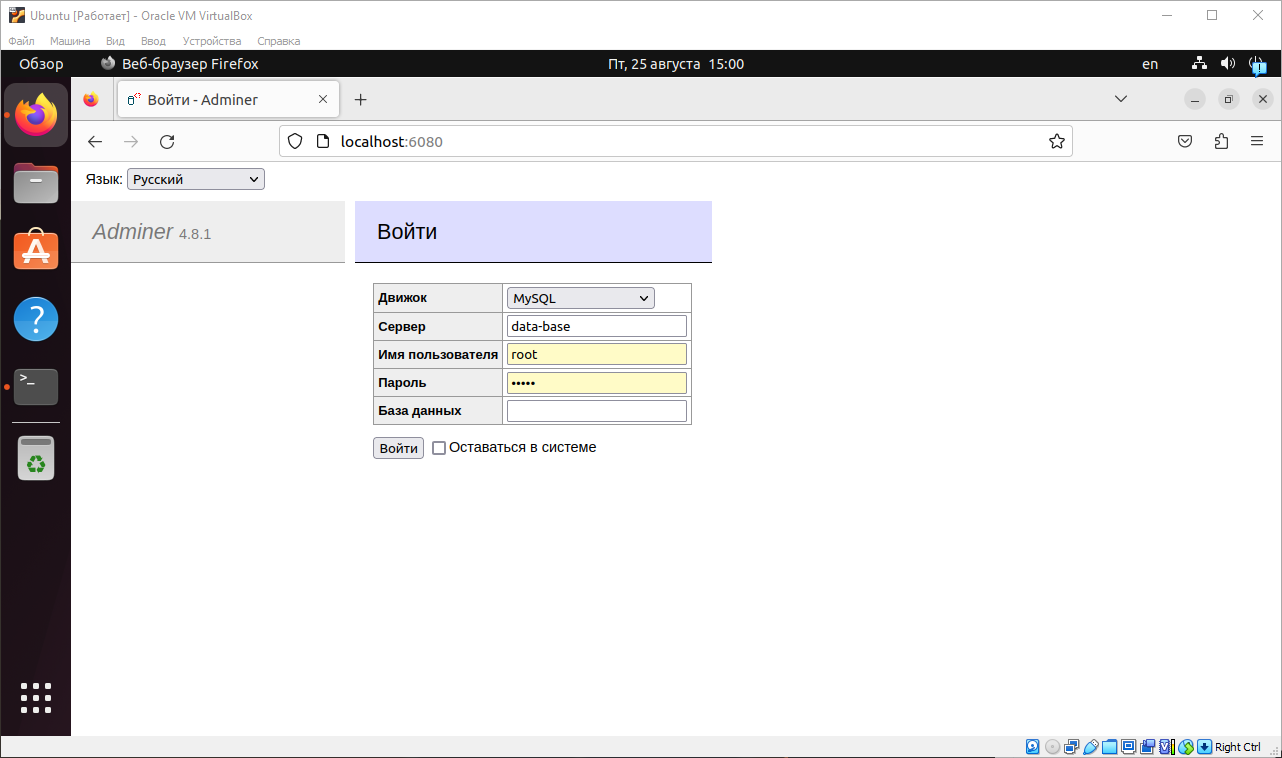 Ubuntu [Работает] - Oracle VM VirtualBox
Файл Машина Вид Ввод Устройства Справка
Обзор Веб-браузер Firefox Пт, 25 августа 15:00 en
Войти - Adminer
localhost:6080
Язык: Русский
Adminer 4.8.1 Войти
Движок MySQL
Сервер data-base
Имя пользователя root
Пароль •••••
База данных
Войти Оставаться в системе
Right Ctrl